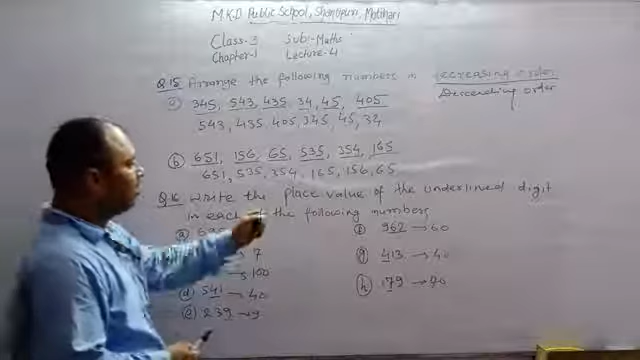 M.K.D Public School, Shantipuri, Motihari
Class-3 Sub:- Maths
Chapter-1 Lecture-4
Q.15 Arrange the following numbers in decreasing order
Descending order
(a) 345, 543, 435, 34, 45, 405
543, 435, 405, 345, 45, 34
(b) 651, 156, 65, 535, 354, 165
651, 535, 354, 165, 156, 65
Q.16 Write the place value of the underlined digit
in each of the following numbers
(a)
7
100
(d) 541 → 40
(e) 239 → 9
(f) 962 → 60
(g) 413 → 40
(h) 179 → 70